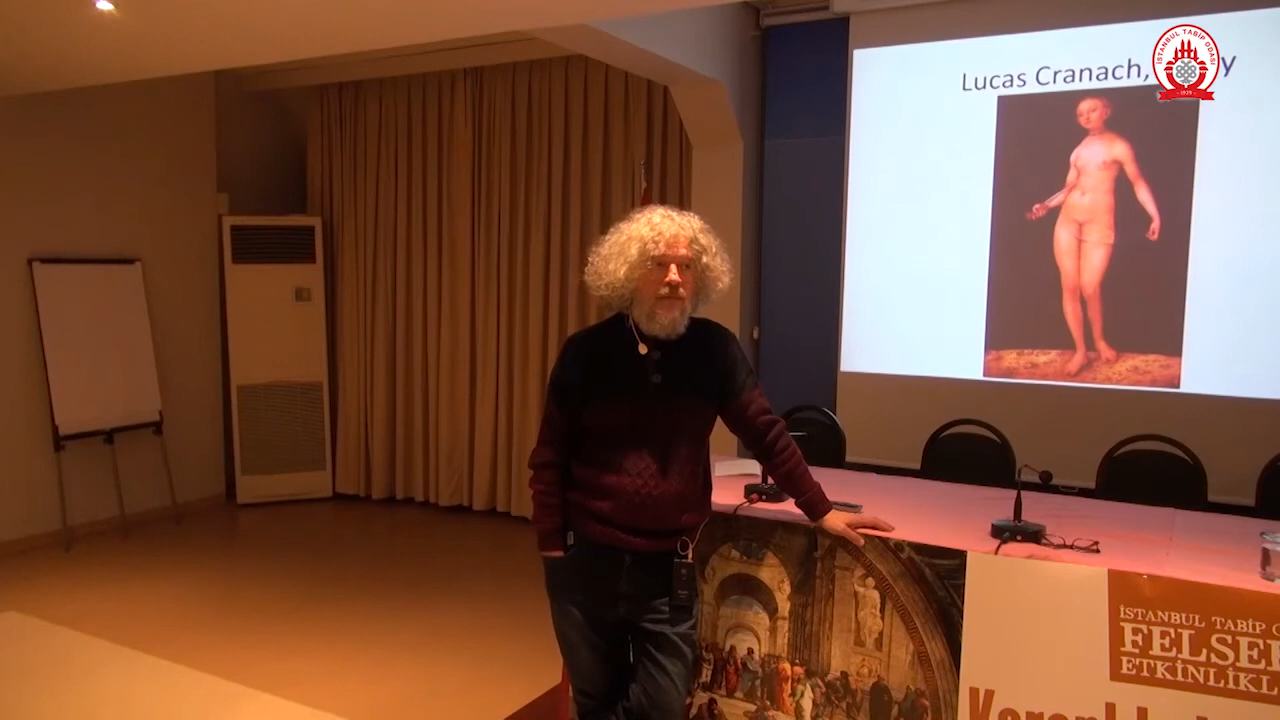 Lucas Cranach,
İSTANBUL TABİP ODASI
- 1929 -
İSTANBUL TABİP
FELSE
ETKİNLİKL